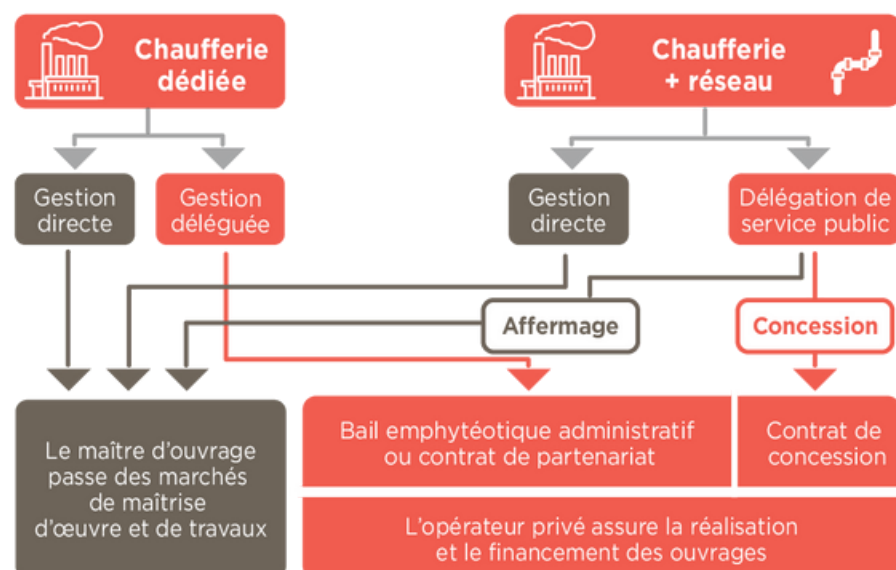 Chaufferie
dédiée
Chaufferie
+ réseau
Gestion
directe
Gestion
déléguée
Gestion
directe
Délégation de
service public
Affermage
Concession
Le maître d'ouvrage
passe des marchés
de maîtrise
d'œuvre et de travaux
Bail emphytéotique administratif
ou contrat de partenariat
Contrat de
concession
L'opérateur privé assure la réalisation
et le financement des ouvrages